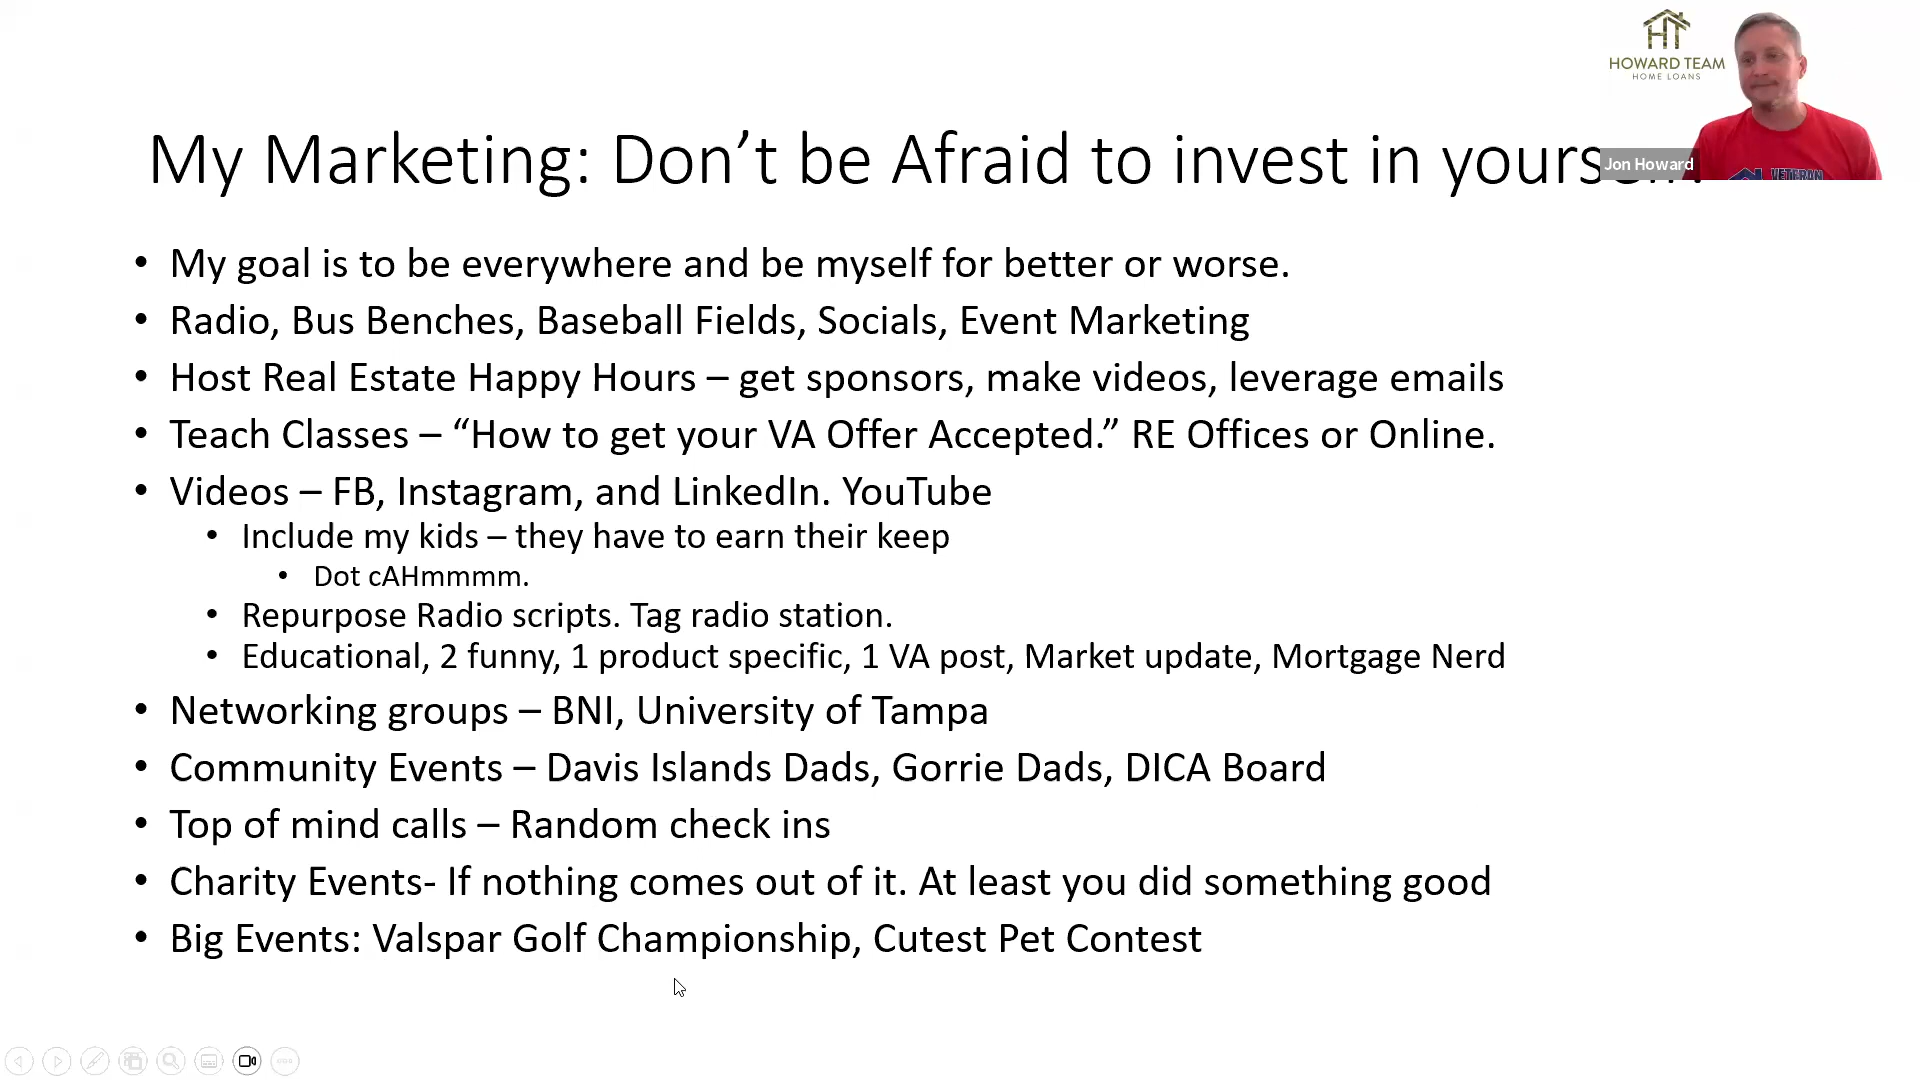 HT
HOWARD TEAM
HOME LOANS
My Marketing: Don't be Afraid to invest in
Jon Howard
VETERAN
• My goal is to be everywhere and be myself for better or worse.
• Radio, Bus Benches, Baseball Fields, Socials, Event Marketing
• Host Real Estate Happy Hours – get sponsors, make videos, leverage emails
• Teach Classes – “How to get your VA Offer Accepted.” RE Offices or Online.
• Videos – FB, Instagram, and LinkedIn. YouTube
• Include my kids – they have to earn their keep
• Dot cAHmmmm.
• Repurpose Radio scripts. Tag radio station.
• Educational, 2 funny, 1 product specific, 1 VA post, Market update, Mortgage Nerd
• Networking groups – BNI, University of Tampa
• Community Events – Davis Islands Dads, Gorrie Dads, DICA Board
• Top of mind calls – Random check ins
• Charity Events- If nothing comes out of it. At least you did something good
• Big Events: Valspar Golf Championship, Cutest Pet Contest